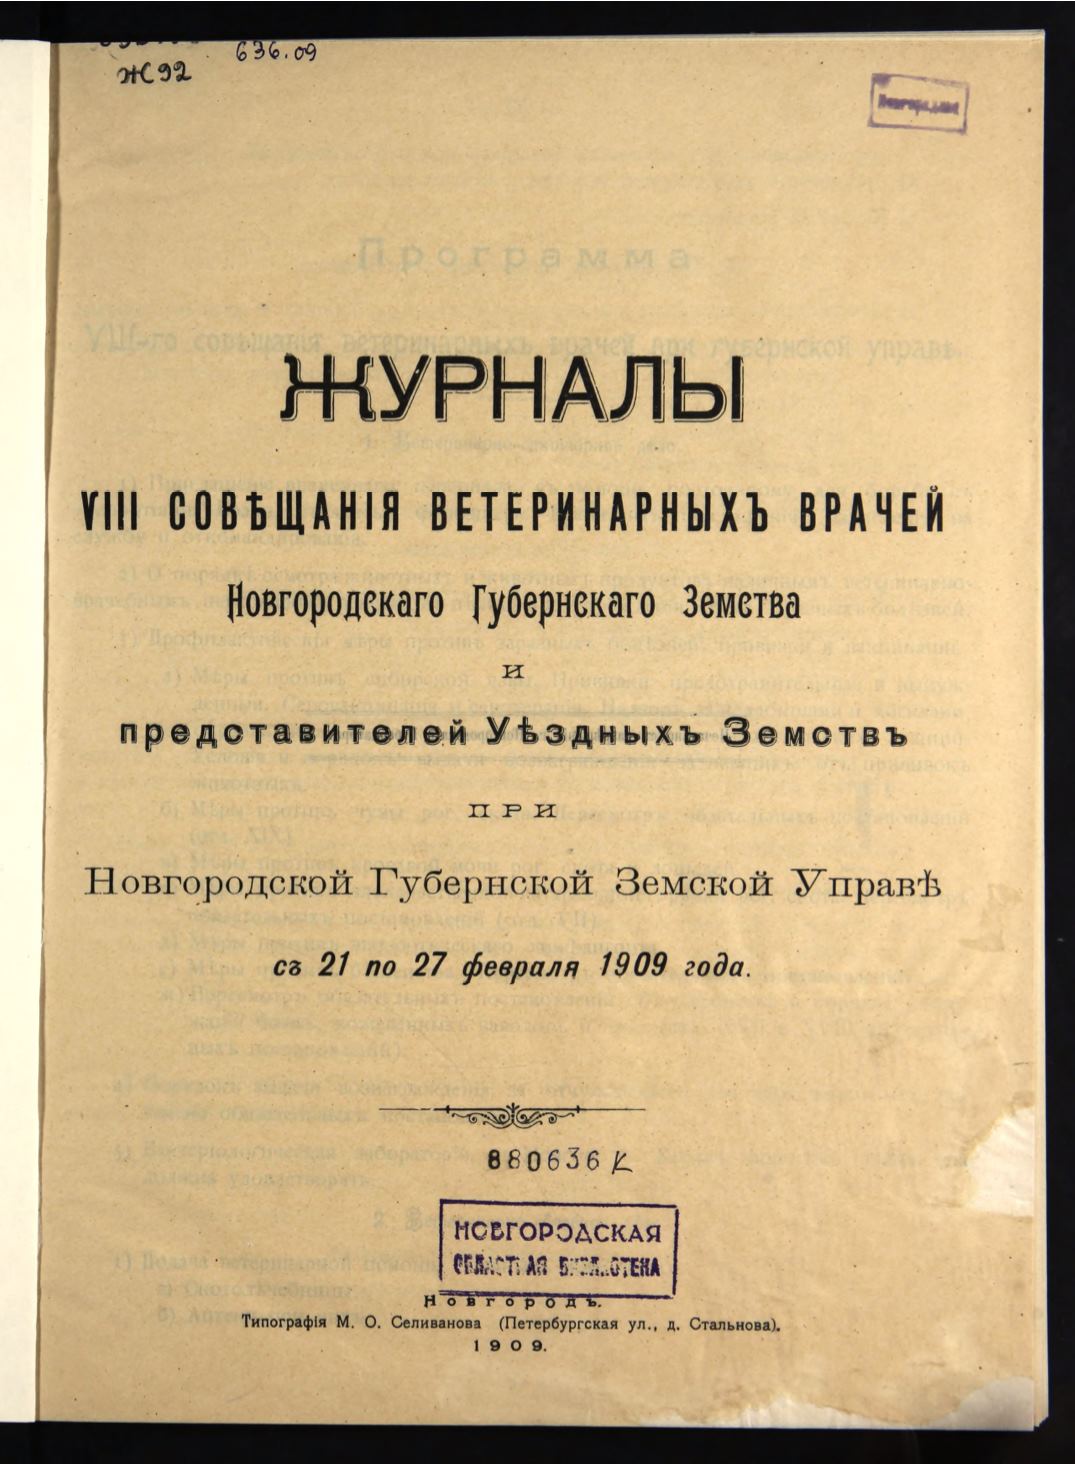 636.09
Ж92
ЖУРНАЛЫ
VIII СОВѢЩАНІЯ ВЕТЕРИНАРНЫХЪ ВРАЧЕЙ
Новгородскаго Губернскаго Земства
и
представителей Уѣздныхъ Земствъ
ПРИ
Новгородской Губернской Земской Управѣ
съ 21 по 27 февраля 1909 года.
880636 К
НОВГОРОДСКАЯ
ОБЛАСТНАЯ БИБЛИОТЕКА
Новгородъ.
Типографія М. О. Селиванова (Петербургская ул., д. Стальнова).
1909.